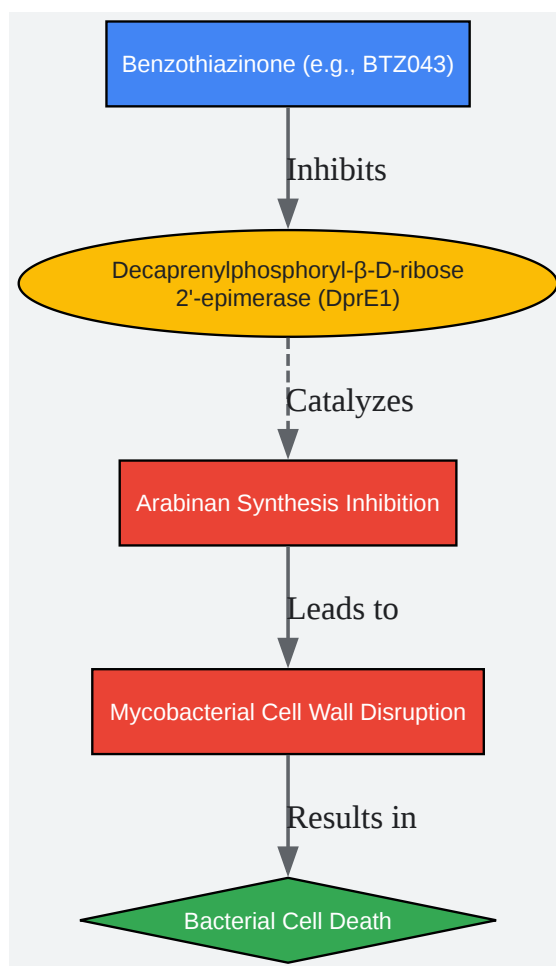 Benzothiazinone (e.g., BTZ043)
Inhibits
Decaprenylphosphoryl-β-D-ribose
2'-epimerase (DprE1)
Catalyzes
Arabinan Synthesis Inhibition
Leads to
Mycobacterial Cell Wall Disruption
Results in
Bacterial Cell Death